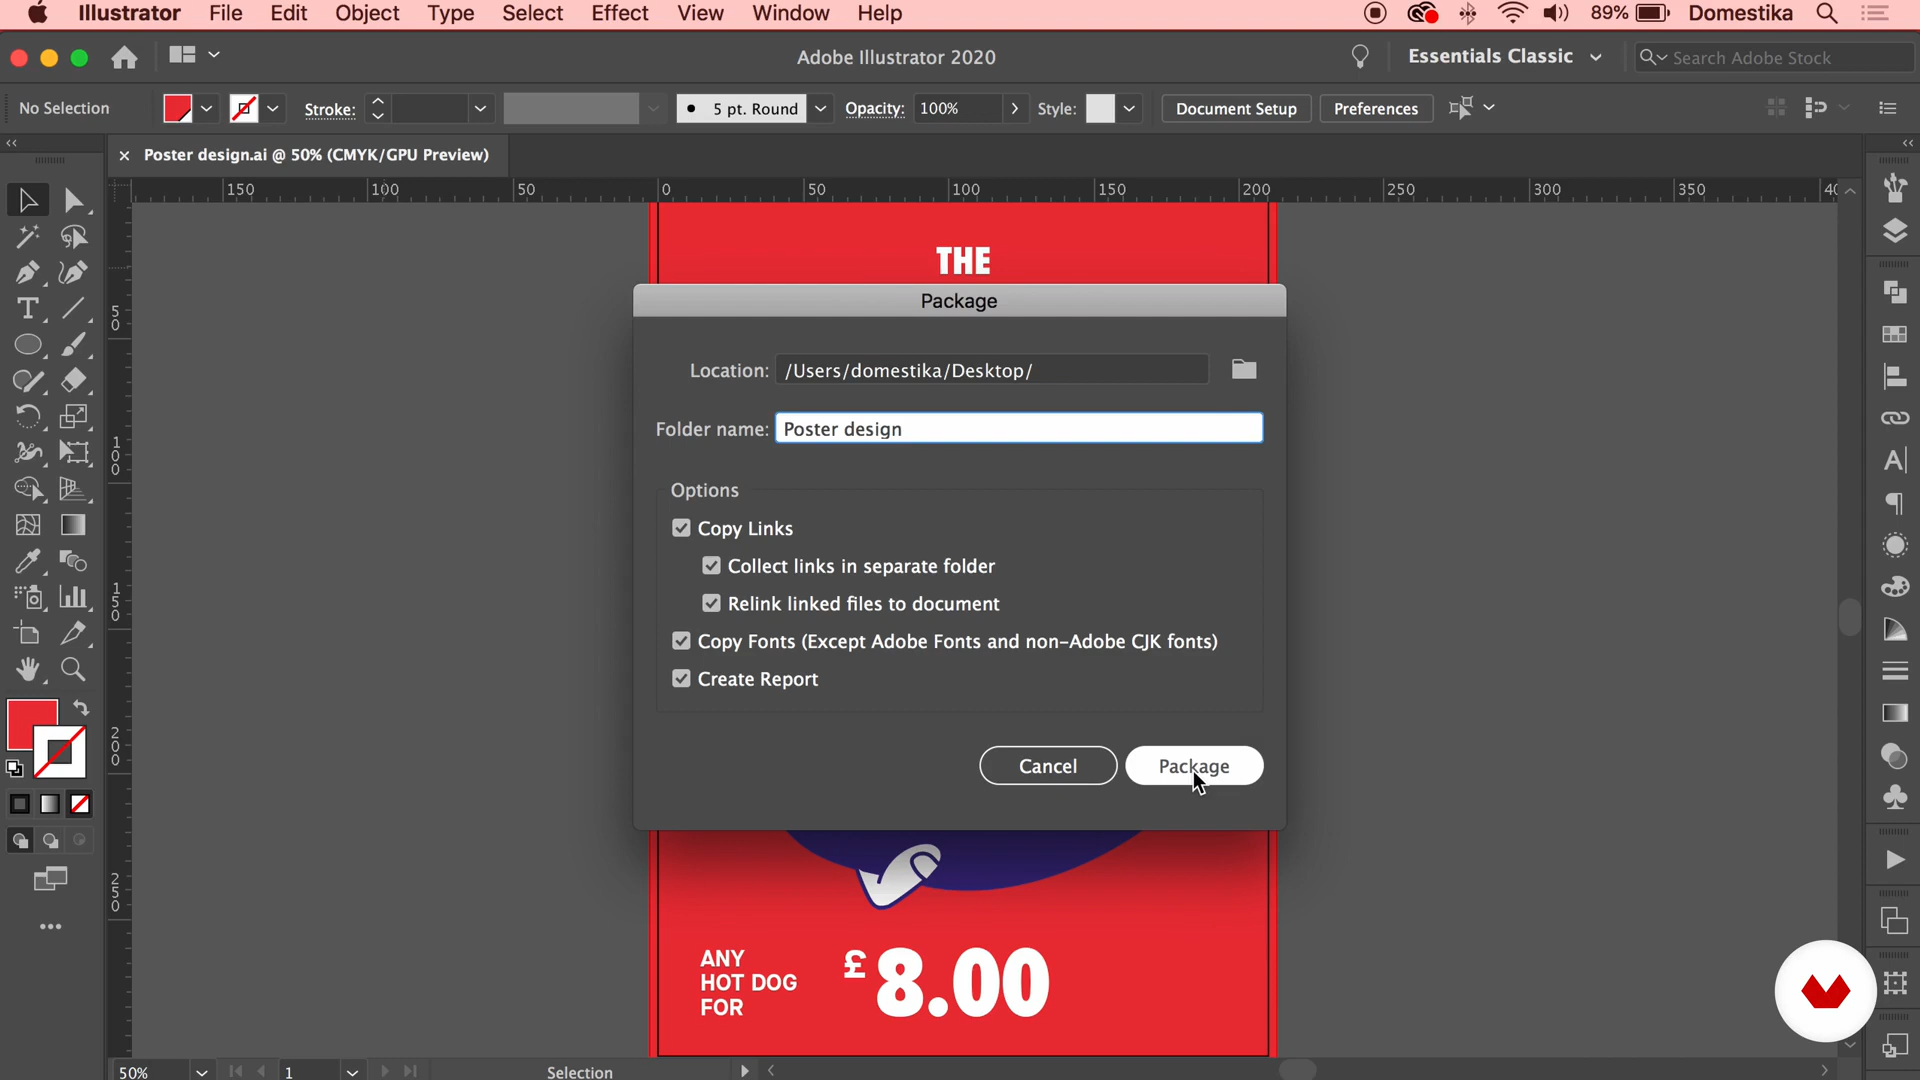 Illustrator File Edit Object Type Select Effect View Window Help 89% Domestika
Adobe Illustrator 2020 Essentials Classic Search Adobe Stock
No Selection Stroke: 5 pt. Round Opacity: 100% Style: Document Setup Preferences
× Poster design.ai @ 50% (CMYK/GPU Preview)
150 100 50 0 50 100 150 200 250 300 350
50
100
150
200
250
THE
Package
Location: /Users/domestika/Desktop/
Folder name: Poster design
Options
Copy Links
Collect links in separate folder
Relink linked files to document
Copy Fonts (Except Adobe Fonts and non-Adobe CJK fonts)
Create Report
Cancel Package
ANY
HOT DOG
FOR
£8.00
50% 1 Selection